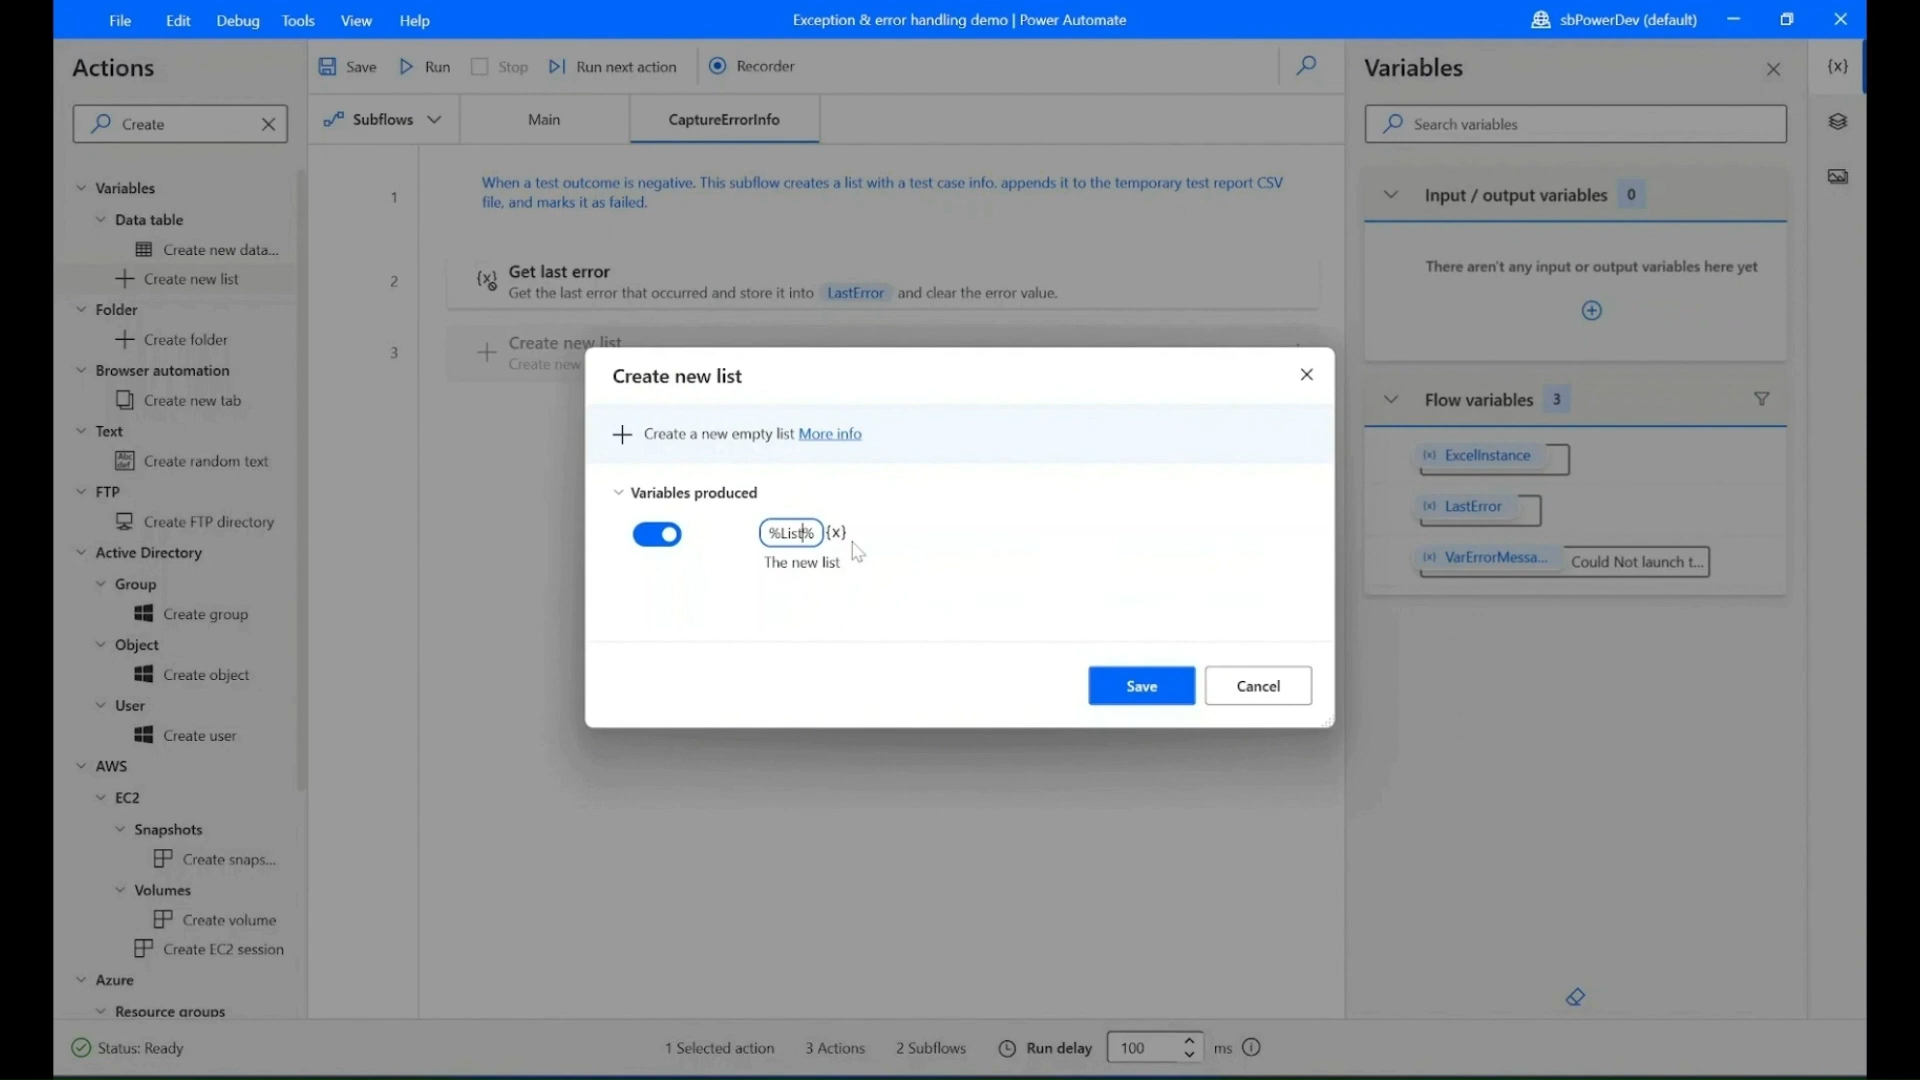 File Edit Debug Tools View Help
Exception & error handling demo | Power Automate
sbPowerDev (default)
Actions
Create
Variables
Data table
Create new data...
Create new list
Folder
Create folder
Browser automation
Create new tab
Text
Create random text
FTP
Create FTP directory
Active Directory
Group
Create group
Object
Create object
User
Create user
AWS
EC2
Snapshots
Create snaps...
Volumes
Create volume
Create EC2 session
Azure
Resource groups
Save Run Stop Run next action Recorder
Subflows Main CaptureErrorInfo
1
When a test outcome is negative. This subflow creates a list with a test case info, appends it to the temporary test report CSV
file, and marks it as failed.
2
Get last error
Get the last error that occurred and store it into LastError and clear the error value.
3
Create new list
Create new
Create new list
Create a new empty list More info
Variables produced
%List% {x}
The new list
Save Cancel
Variables
{x}
Search variables
Input / output variables 0
There aren't any input or output variables here yet
Flow variables 3
{x} ExcelInstance
{x} LastError
{x} VarErrorMessa... Could Not launch t...
Status: Ready
1 Selected action 3 Actions 2 Subflows Run delay 100 ms